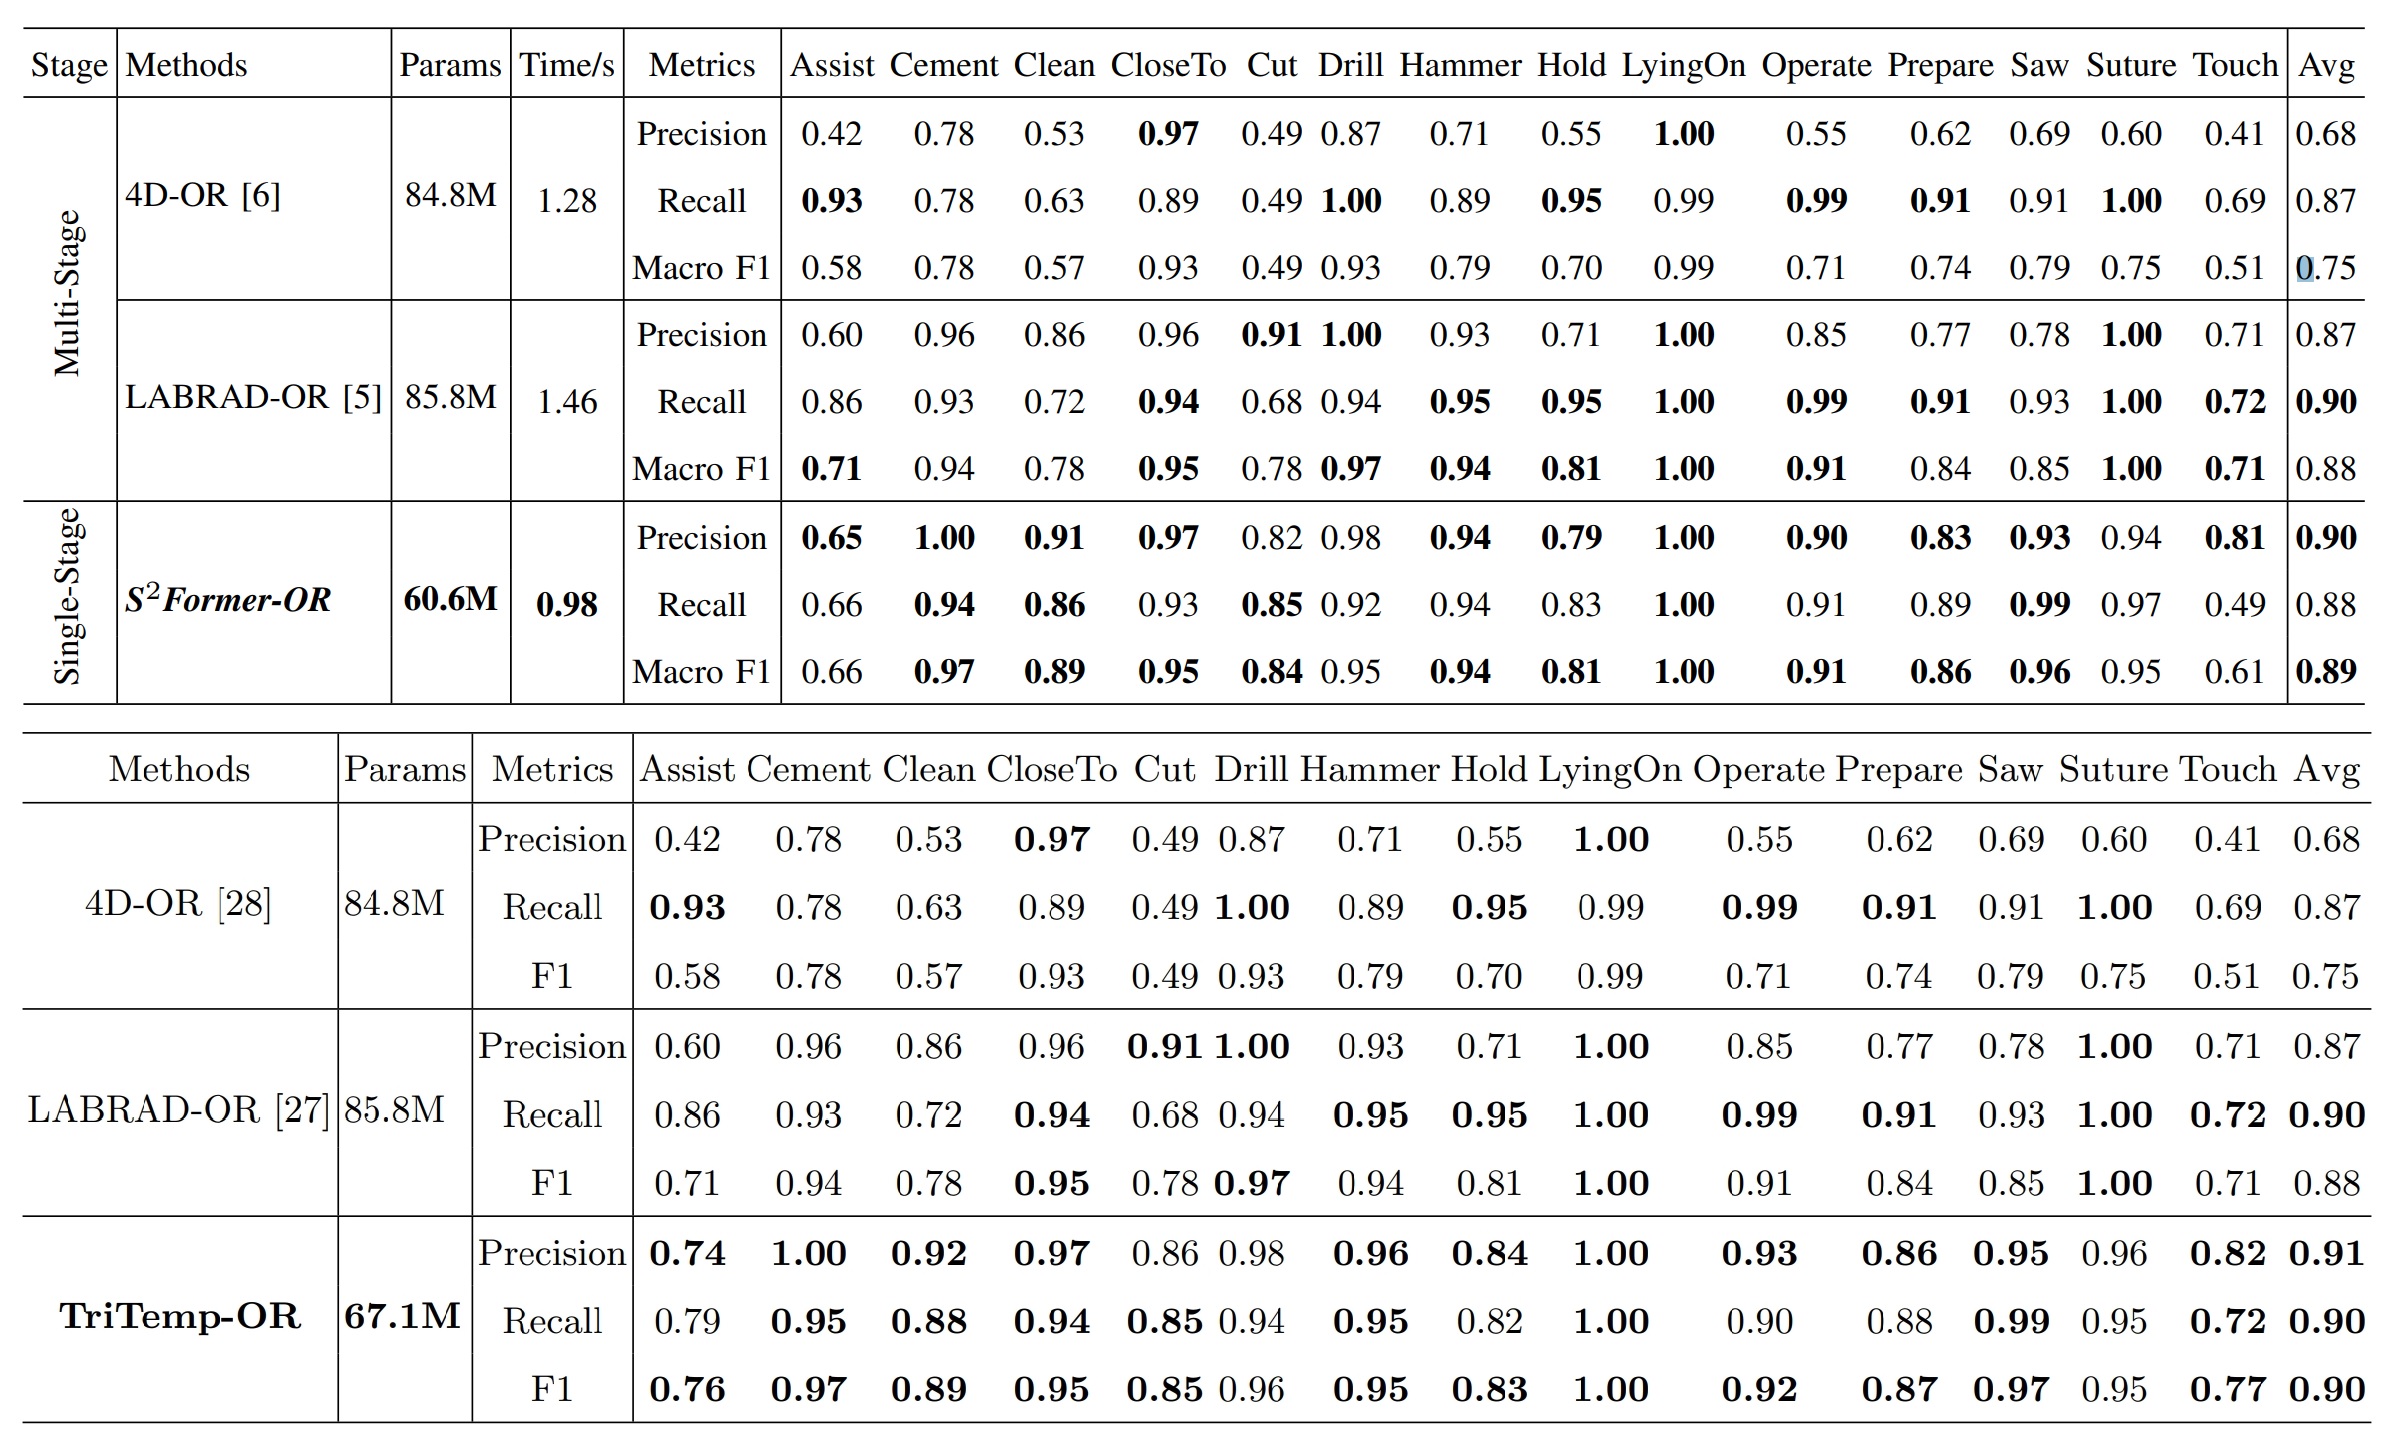 Stage Methods Params Time/s Metrics Assist Cement Clean CloseTo Cut Drill Hammer Hold LyingOn Operate Prepare Saw Suture Touch Avg
Multi-Stage
4D-OR [6] 84.8M 1.28
Precision 0.42 0.78 0.53 0.97 0.49 0.87 0.71 0.55 1.00 0.55 0.62 0.69 0.60 0.41 0.68
Recall 0.93 0.78 0.63 0.89 0.49 1.00 0.89 0.95 0.99 0.99 0.91 0.91 1.00 0.69 0.87
Macro F1 0.58 0.78 0.57 0.93 0.49 0.93 0.79 0.70 0.99 0.71 0.74 0.79 0.75 0.51 0.75
LABRAD-OR [5] 85.8M 1.46
Precision 0.60 0.96 0.86 0.96 0.91 1.00 0.93 0.71 1.00 0.85 0.77 0.78 1.00 0.71 0.87
Recall 0.86 0.93 0.72 0.94 0.68 0.94 0.95 0.95 1.00 0.99 0.91 0.93 1.00 0.72 0.90
Macro F1 0.71 0.94 0.78 0.95 0.78 0.97 0.94 0.81 1.00 0.91 0.84 0.85 1.00 0.71 0.88
Single-Stage
S²Former-OR 60.6M 0.98
Precision 0.65 1.00 0.91 0.97 0.82 0.98 0.94 0.79 1.00 0.90 0.83 0.93 0.94 0.81 0.90
Recall 0.66 0.94 0.86 0.93 0.85 0.92 0.94 0.83 1.00 0.91 0.89 0.99 0.97 0.49 0.88
Macro F1 0.66 0.97 0.89 0.95 0.84 0.95 0.94 0.81 1.00 0.91 0.86 0.96 0.95 0.61 0.89
Methods Params Metrics Assist Cement Clean CloseTo Cut Drill Hammer Hold LyingOn Operate Prepare Saw Suture Touch Avg
4D-OR [28] 84.8M
Precision 0.42 0.78 0.53 0.97 0.49 0.87 0.71 0.55 1.00 0.55 0.62 0.69 0.60 0.41 0.68
Recall 0.93 0.78 0.63 0.89 0.49 1.00 0.89 0.95 0.99 0.99 0.91 0.91 1.00 0.69 0.87
F1 0.58 0.78 0.57 0.93 0.49 0.93 0.79 0.70 0.99 0.71 0.74 0.79 0.75 0.51 0.75
LABRAD-OR [27] 85.8M
Precision 0.60 0.96 0.86 0.96 0.91 1.00 0.93 0.71 1.00 0.85 0.77 0.78 1.00 0.71 0.87
Recall 0.86 0.93 0.72 0.94 0.68 0.94 0.95 0.95 1.00 0.99 0.91 0.93 1.00 0.72 0.90
F1 0.71 0.94 0.78 0.95 0.78 0.97 0.94 0.81 1.00 0.91 0.84 0.85 1.00 0.71 0.88
TriTemp-OR 67.1M
Precision 0.74 1.00 0.92 0.97 0.86 0.98 0.96 0.84 1.00 0.93 0.86 0.95 0.96 0.82 0.91
Recall 0.79 0.95 0.88 0.94 0.85 0.94 0.95 0.82 1.00 0.90 0.88 0.99 0.95 0.72 0.90
F1 0.76 0.97 0.89 0.95 0.85 0.96 0.95 0.83 1.00 0.92 0.87 0.97 0.95 0.77 0.90